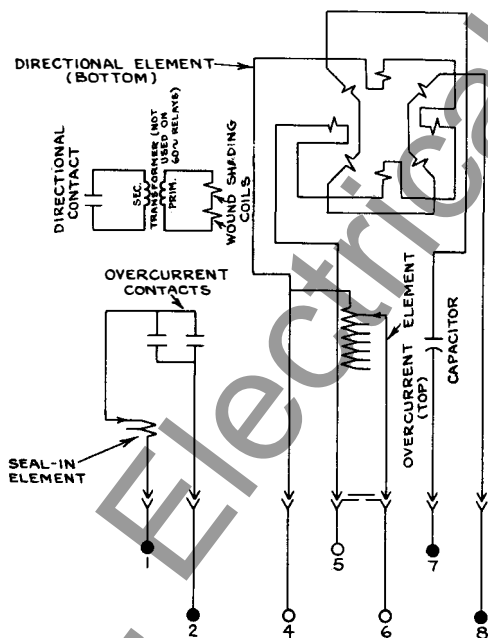 DIRECTIONAL ELEMENT
(BOTTOM)
DIRECTIONAL
CONTACT
SEC.
TRANSFORMER (NOT
USED ON
60~ RELAYS)
PRIM.
WOUND SHADING
COILS
OVERCURRENT
CONTACTS
OVERCURRENT ELEMENT
(TOP)
CAPACITOR
SEAL-IN
ELEMENT
1
2
4
5
6
7
8
Electrical